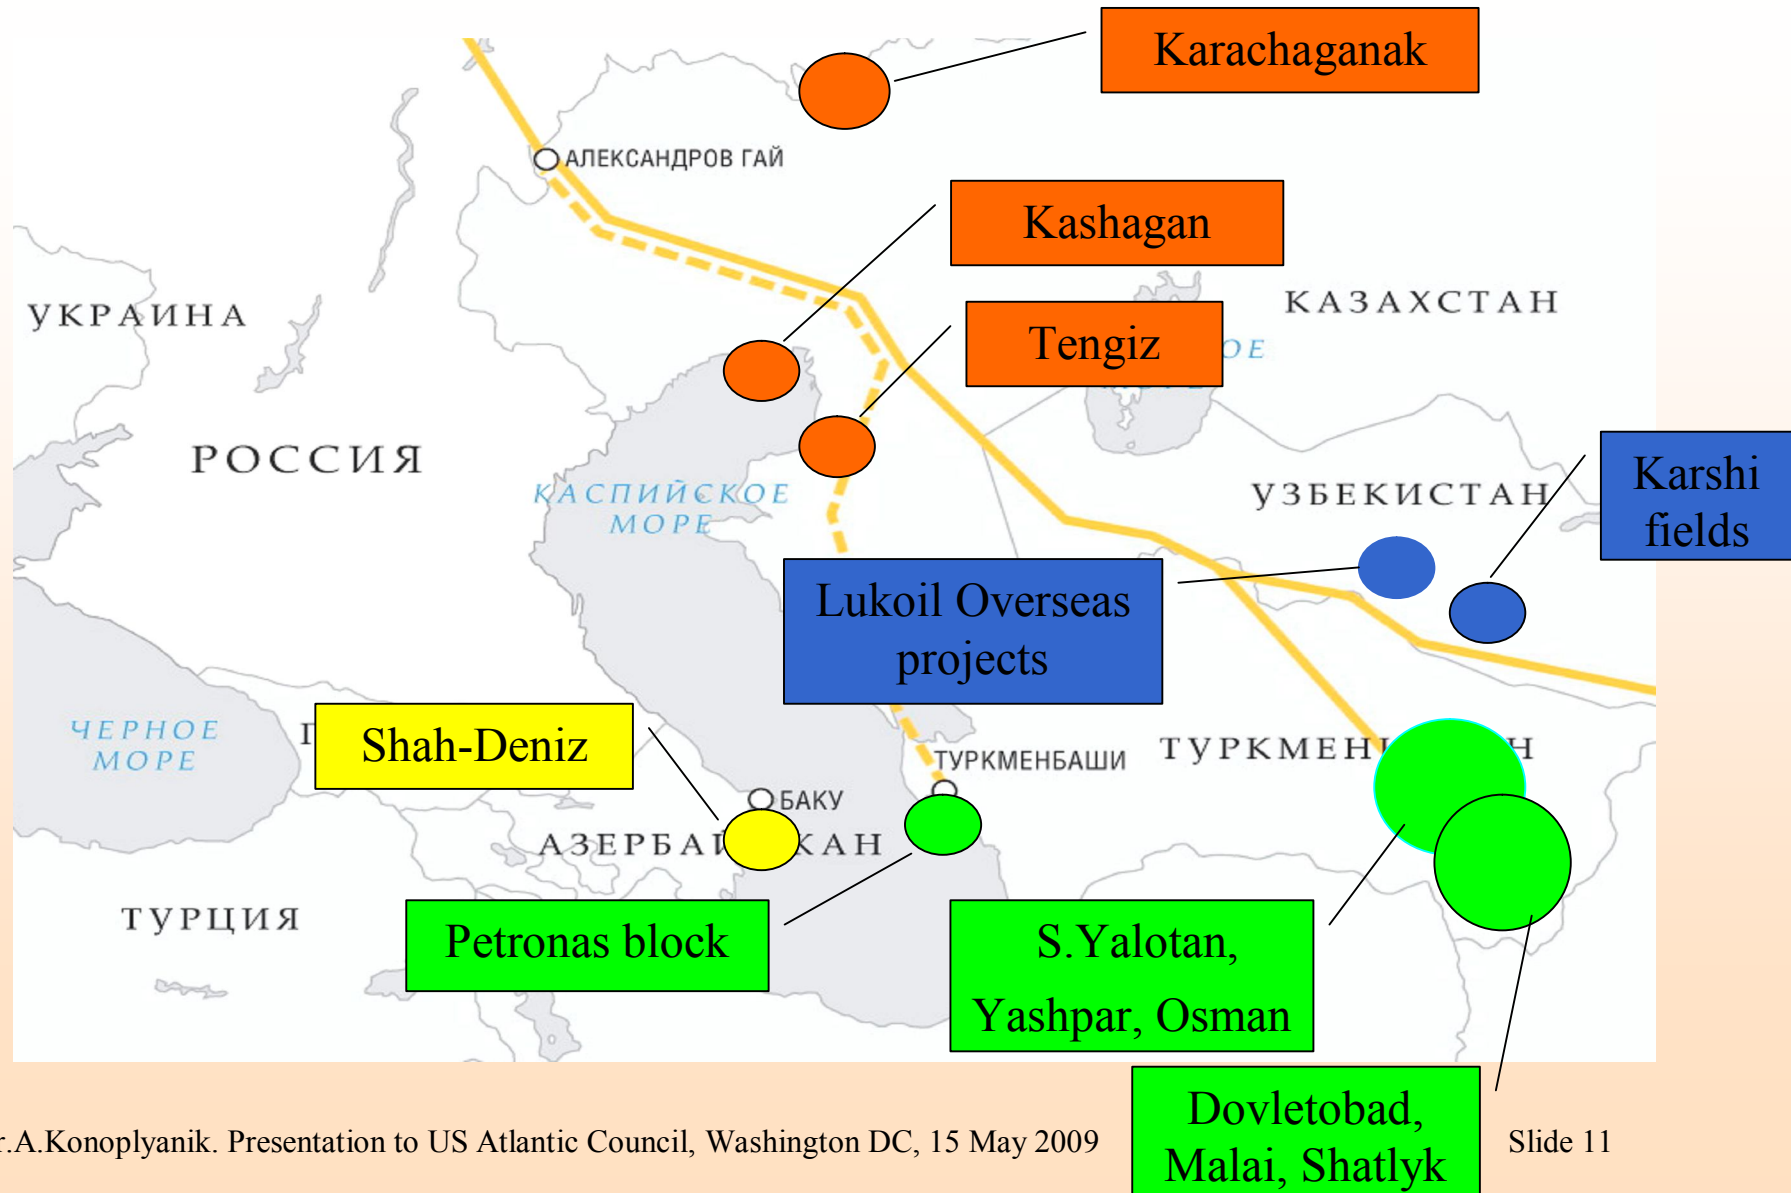 Karachaganak
АЛЕКСАНДРОВ ГАЙ
Kashagan
УКРАИНА
КАЗАХСТАН
Tengiz
ОЕ
РОССИЯ
КАСПИЙСКОЕ
МОРЕ
УЗБЕКИСТАН
Karshi
fields
Lukoil Overseas
projects
ЧЕРНОЕ
МОРЕ
Shah-Deniz
ТУРКМЕНБАШИ
БАКУ
ТУРЦИЯ
Petronas block
S.Yalotan,
Yashpar, Osman
Dovletobad,
Malai, Shatlyk
r.A.Konoplyanik. Presentation to US Atlantic Council, Washington DC, 15 May 2009
Slide 11